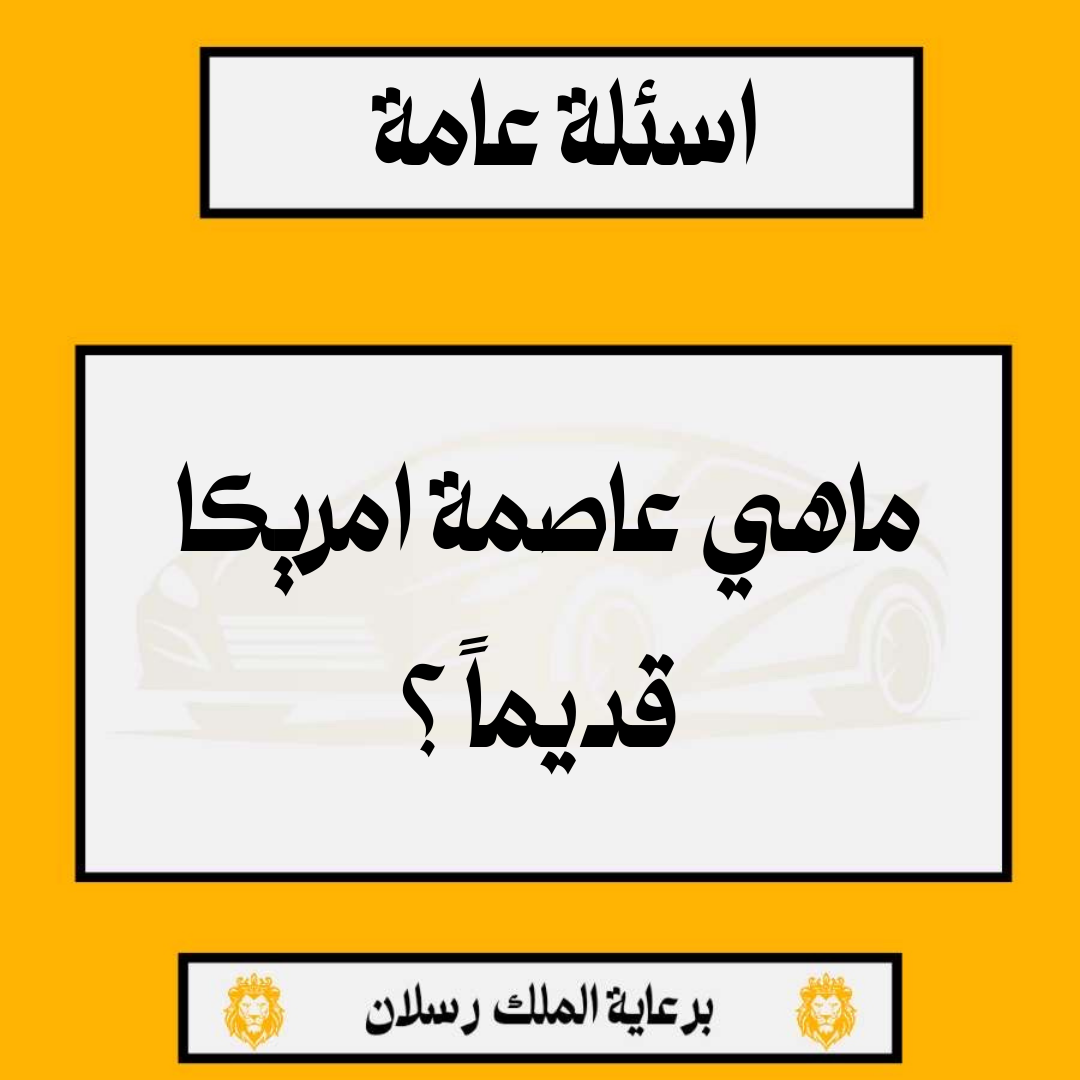 اسئلة عامة
ماهي عاصمة امريكا
قديماً ؟
برعاية الملك رسلان